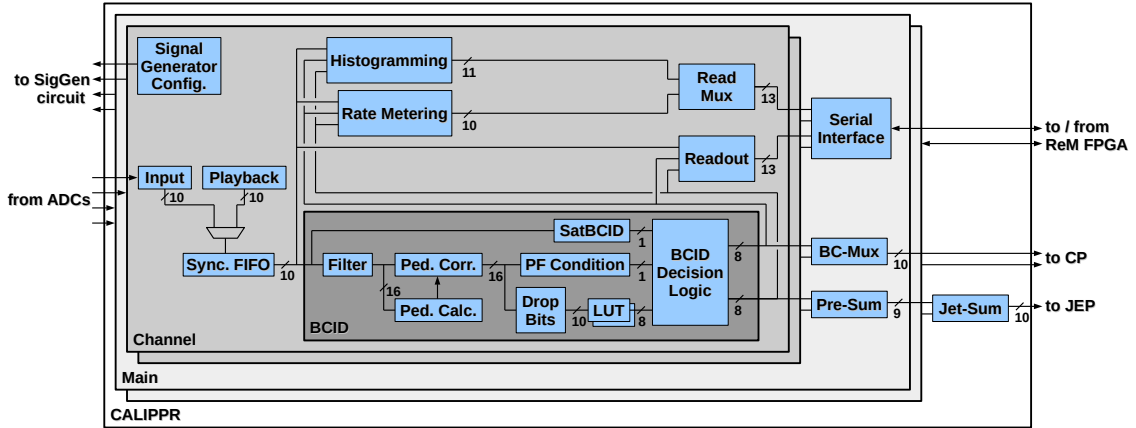 Signal
Generator
Config.
to SigGen
circuit
Histogramming
11
Rate Metering
10
Read
Mux
13
Serial
Interface
to / from
ReM FPGA
Readout
13
from ADCs
Input
10
Playback
10
Sync. FIFO
10
SatBCID
1
Filter
16
Ped. Corr.
16
Ped. Calc.
PF Condition
1
Drop
Bits
10
LUT
8
BCID
Decision
Logic
8
8
BCID
BC-Mux
10
to CP
Pre-Sum
9
Jet-Sum
10
to JEP
Channel
Main
CALIPPR